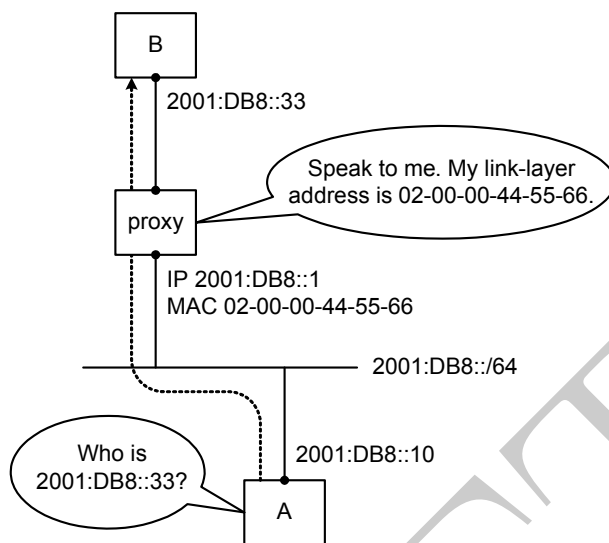 B
2001:DB8::33
Speak to me. My link-layer
address is 02-00-00-44-55-66.
proxy
IP 2001:DB8::1
MAC 02-00-00-44-55-66
2001:DB8::/64
Who is
2001:DB8::33?
2001:DB8::10
A